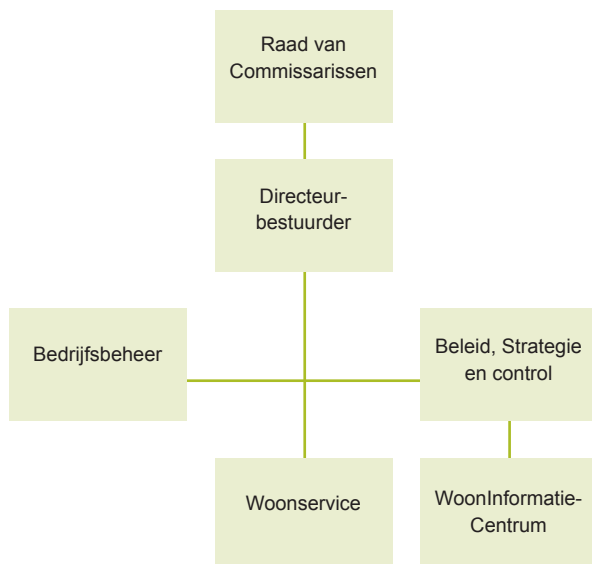 Raad van
Commissarissen
Directeur-
bestuurder
Bedrijfsbeheer
Beleid, Strategie
en control
Woonservice
WoonInformatie-
Centrum